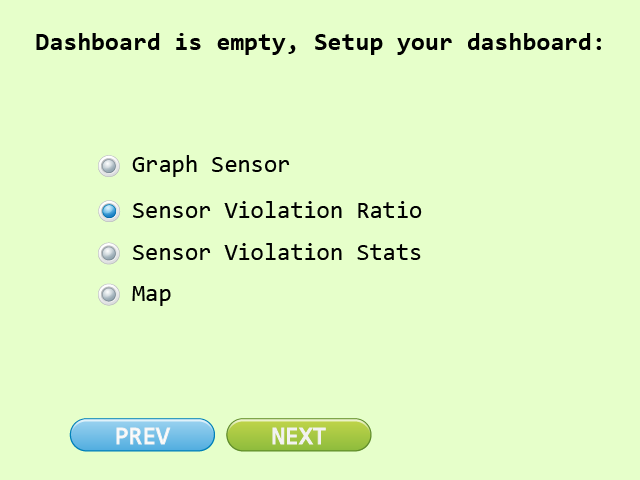 Dashboard is empty, Setup your dashboard:
Graph Sensor
Sensor Violation Ratio
Sensor Violation Stats
Map
PREV NEXT